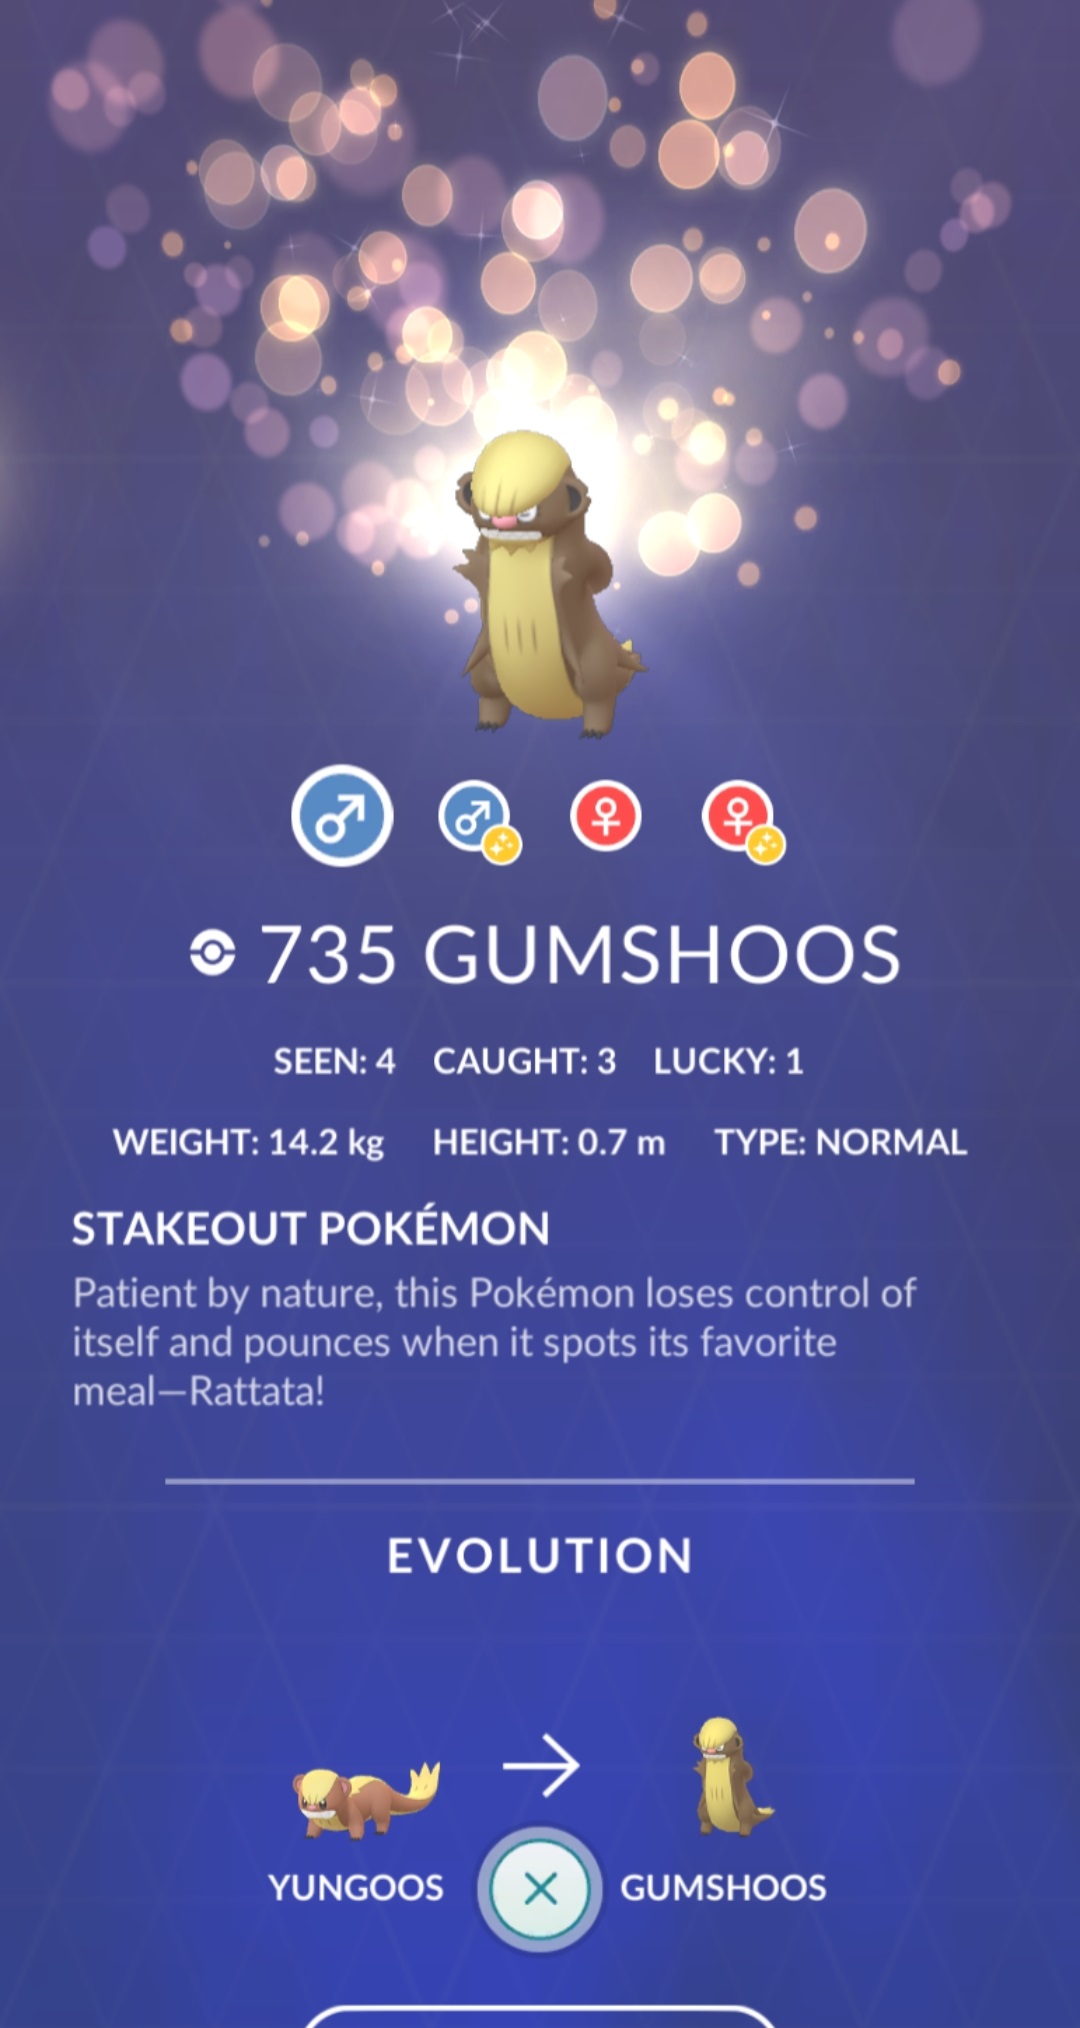 735 GUMSHOOS
SEEN: 4 CAUGHT: 3 LUCKY: 1
WEIGHT: 14.2 kg HEIGHT: 0.7 m TYPE: NORMAL
STAKEOUT POKÉMON
Patient by nature, this Pokémon loses control of
itself and pounces when it spots its favorite
meal—Rattata!
EVOLUTION
YUNGOOS GUMSHOOS